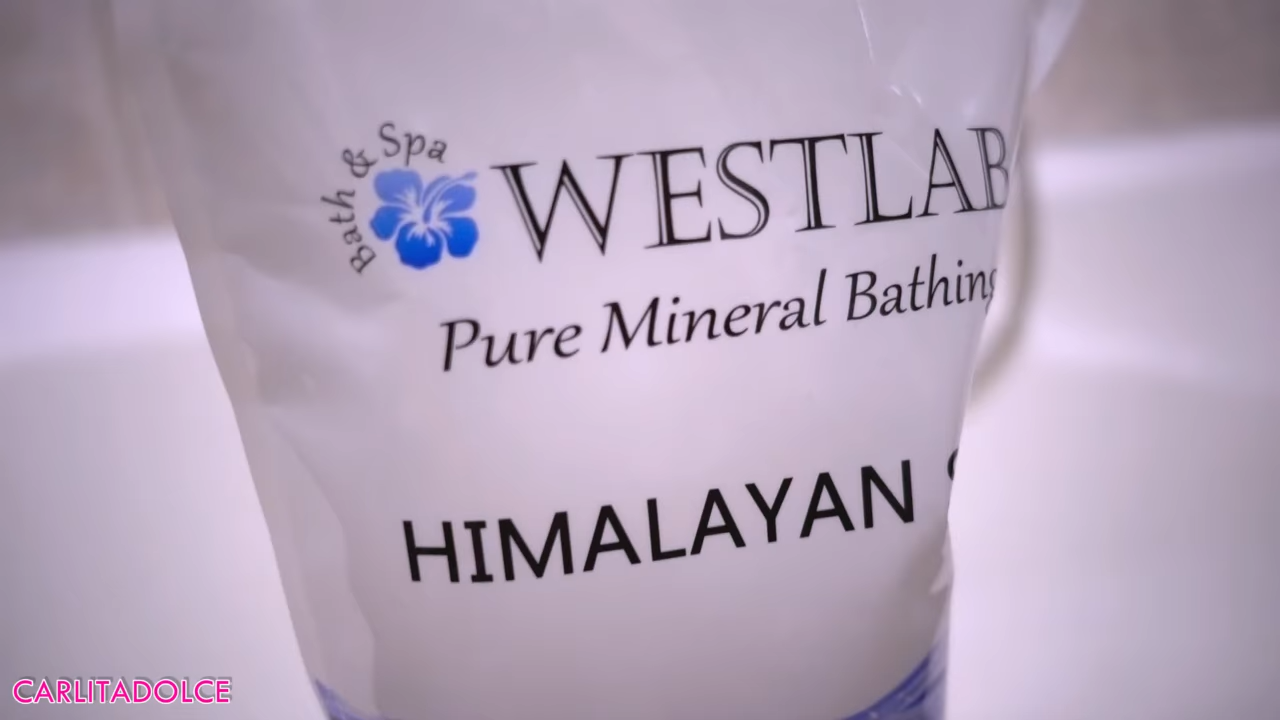 Bath & Spa
WESTLAB
Pure Mineral Bathing
HIMALAYAN
CARLITADOLCE